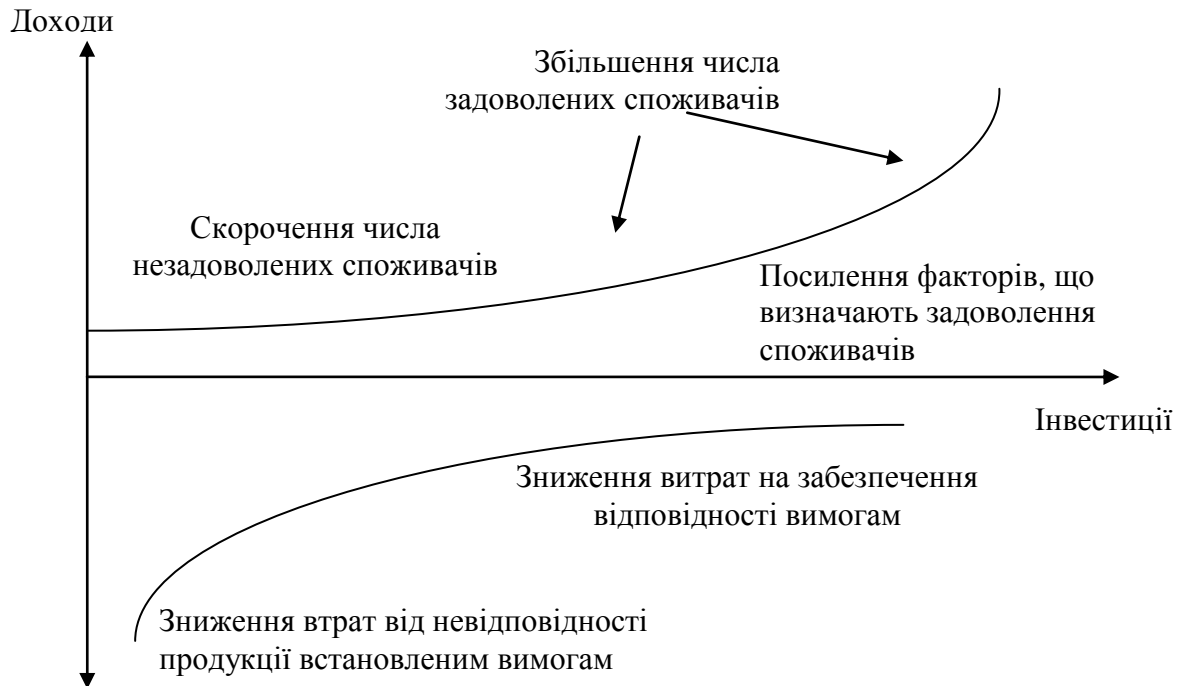 Доходи
Збільшення числа
задоволених споживачів
Скорочення числа
незадоволених споживачів
Посилення факторів, що
визначають задоволення
споживачів
Інвестиції
Зниження витрат на забезпечення
відповідності вимогам
Зниження втрат від невідповідності
продукції встановленим вимогам